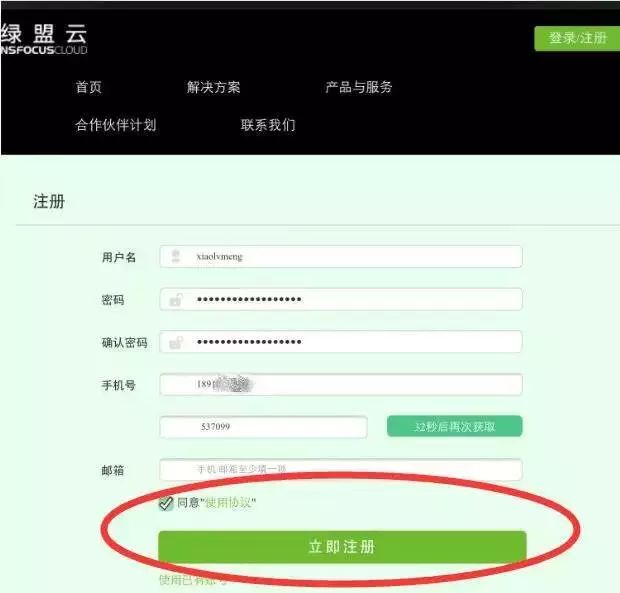 绿盟云
NSFOCUSCLOUD
登录/注册
首页 解决方案 产品与服务
合作伙伴计划 联系我们
注册
用户名 xiaolvmeng
密码 ••••••••••••••••••
确认密码 ••••••••••••••••••
手机号 1891
537099 32秒后再次获取
邮箱 手机 邮箱至少填一项
同意"使用协议"
立即注册
使用已有账号